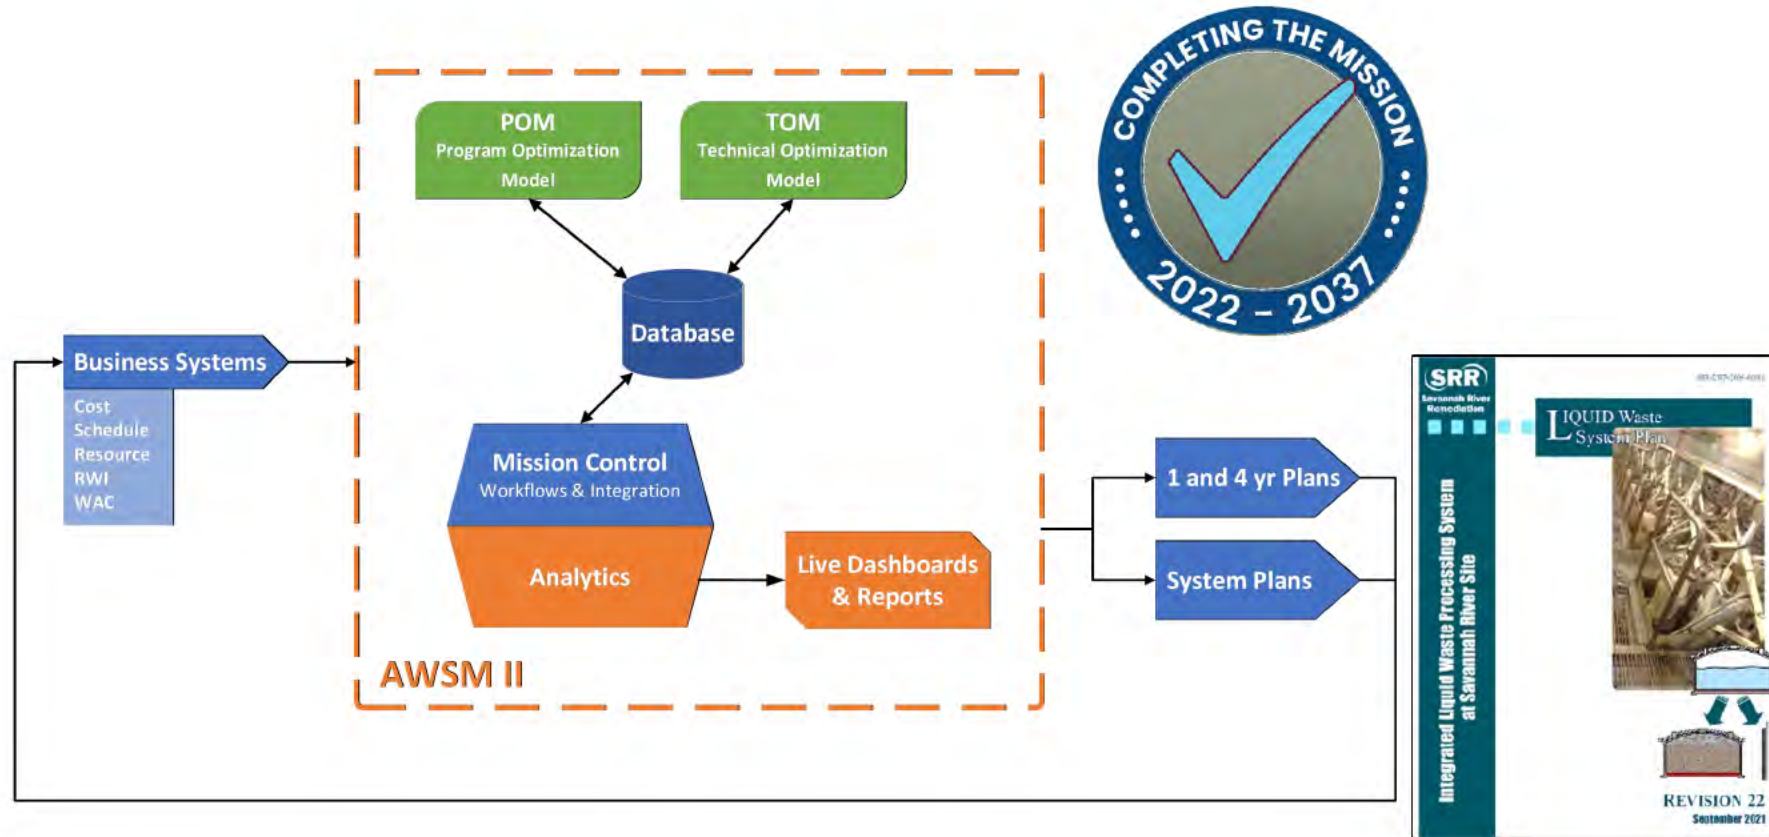 COMPLETING THE MISSION
2022 - 2037
POM
Program Optimization
Model
TOM
Technical Optimization
Model
Database
Business Systems
Cost
Schedule
Resource
RWI
WAC
Mission Control
Workflows & Integration
Analytics
Live Dashboards
& Reports
AWSM II
1 and 4 yr Plans
System Plans
SRR
Savannah River
Remediation
LIQUID Waste
System Plan
Integrated Liquid Waste Processing System
at Savannah River Site
REVISION 22
September 2021